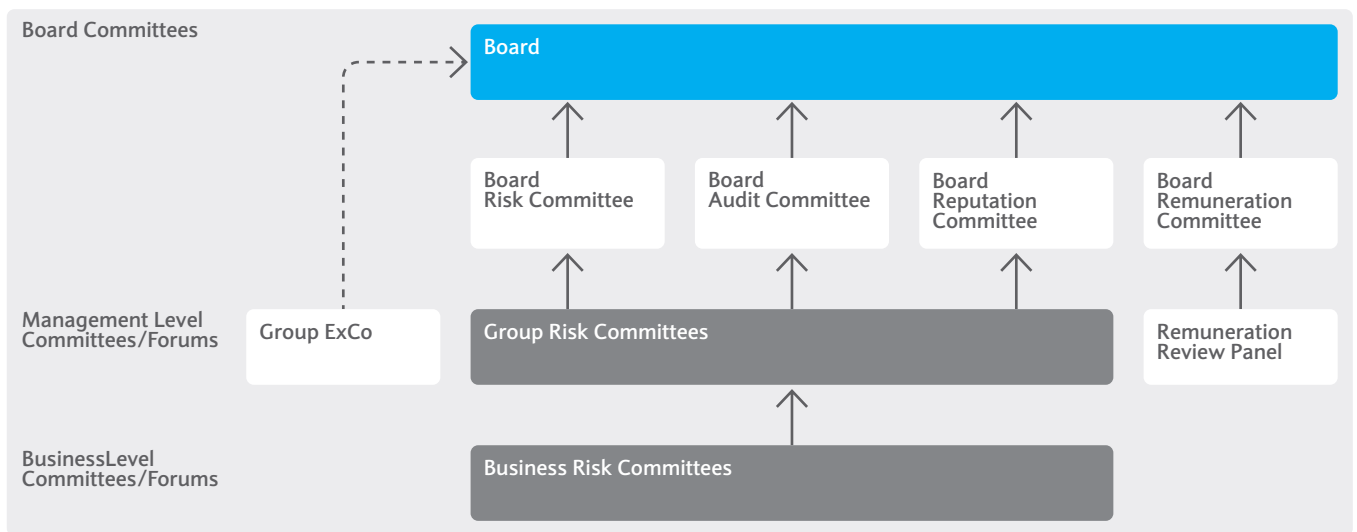 Board Committees
Board
Board
Risk Committee
Board
Audit Committee
Board
Reputation
Committee
Board
Remuneration
Committee
Management Level
Committees/Forums
Group ExCo
Group Risk Committees
Remuneration
Review Panel
BusinessLevel
Committees/Forums
Business Risk Committees